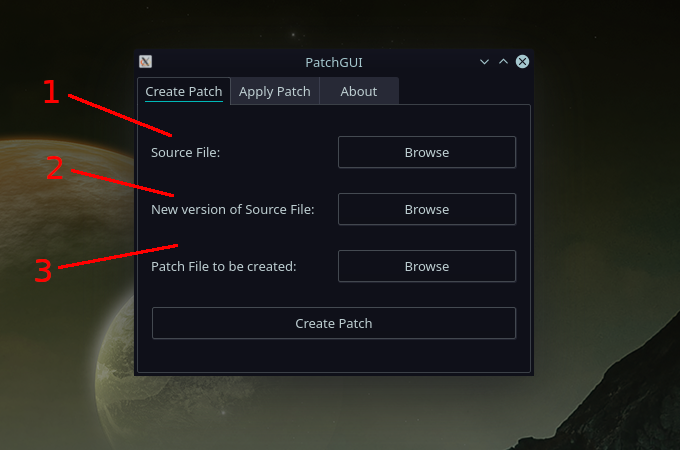 PatchGUI
Create Patch Apply Patch About
1
Source File: Browse
2
New version of Source File: Browse
3
Patch File to be created: Browse
Create Patch